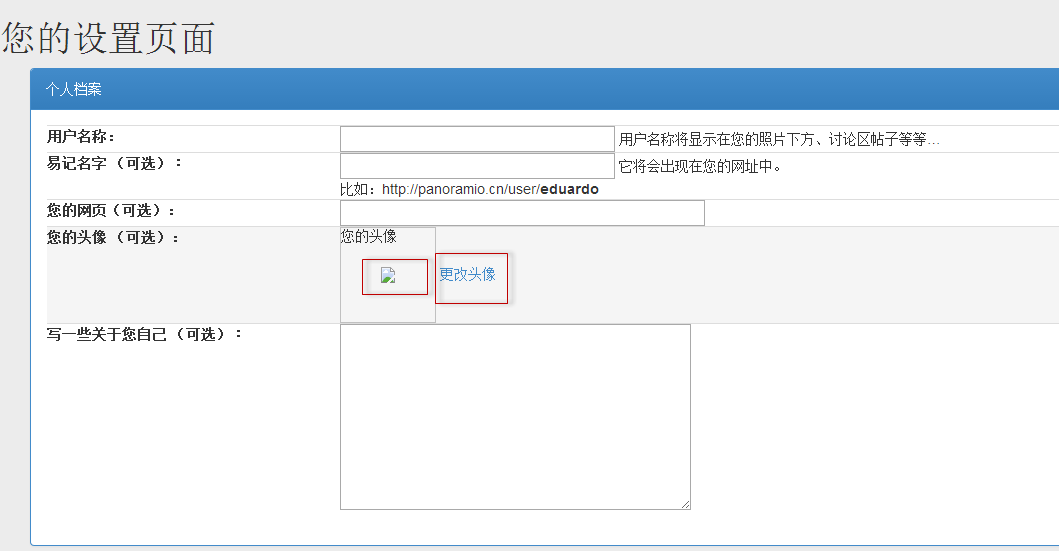 您的设置页面
个人档案
用户名称： 用户名称将显示在您的照片下方、讨论区帖子等等...
易记名字 （可选）： 它将会出现在您的网址中。
比如：http://panoramio.cn/user/eduardo
您的网页（可选）：
您的头像 （可选）： 您的头像
更改头像
写一些关于您自己 （可选）：